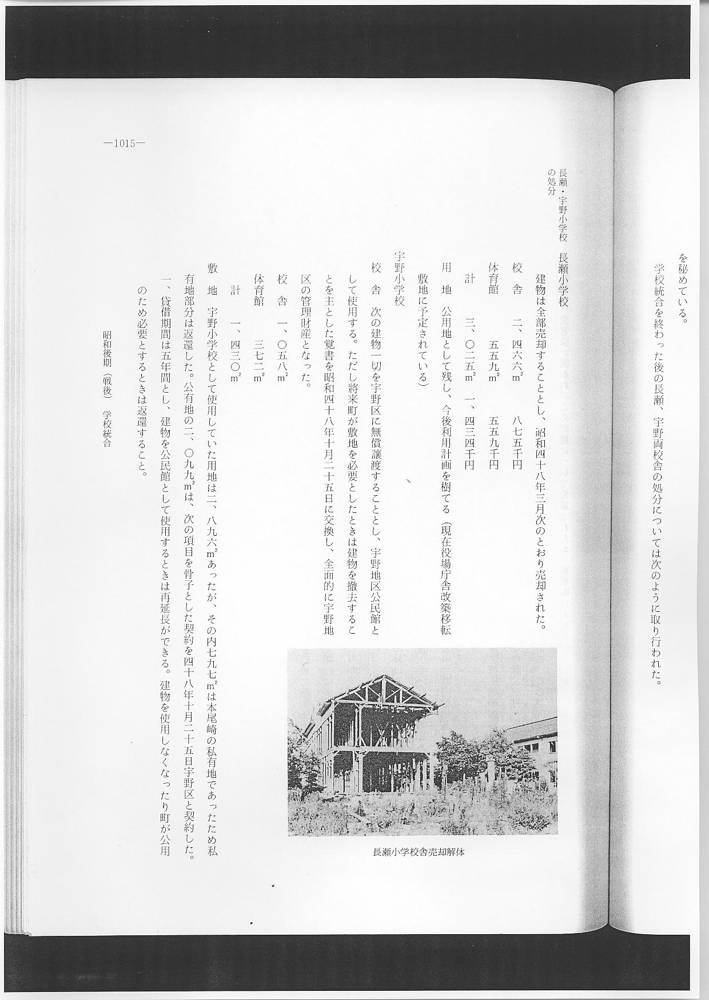 を秘めている。
学校統合を終わった後の長瀬、宇野両校舎の処分については次のように取り行われた。
長瀬・宇野小学校
の処分
長瀬小学校
建物は全部売却することとし、昭和四十八年三月次のとおり売却された。
校　舎　二、四六六㎡　八七五千円
体育館　五五九㎡　五五九千円
計　三、〇二五㎡　一、四三四千円
用　地　公用地として残し、今後利用計画を樹てる（現在役場庁舎改築移転
敷地に予定されている）
宇野小学校
校　舎　次の建物一切を宇野区に無償譲渡することとし、宇野地区公民館と
して使用する。ただし将来町が敷地を必要としたときは建物を撤去するこ
とを主とした覚書を昭和四十八年十月二十五日に交換し、全面的に宇野地
区の管理財産となった。
校　舎　一、〇五八㎡
体育館　三七二㎡
計　一、四三〇㎡
敷　地　宇野小学校として使用していた用地は二、八九六㎡あったが、その内七九七㎡は本尾崎の私有地であったため私
有地部分は返還した。公有地の二、〇九九㎡は、次の項目を骨子とした契約を四十八年十月二十五日宇野区と契約した。
一、貸借期間は五年間とし、建物を公民館として使用するときは再延長ができる。建物を使用しなくなったり町が公用
のため必要とするときは返還すること。
長瀬小学校舎売却解体
昭和後期（戦後）　学校統合
―1015―